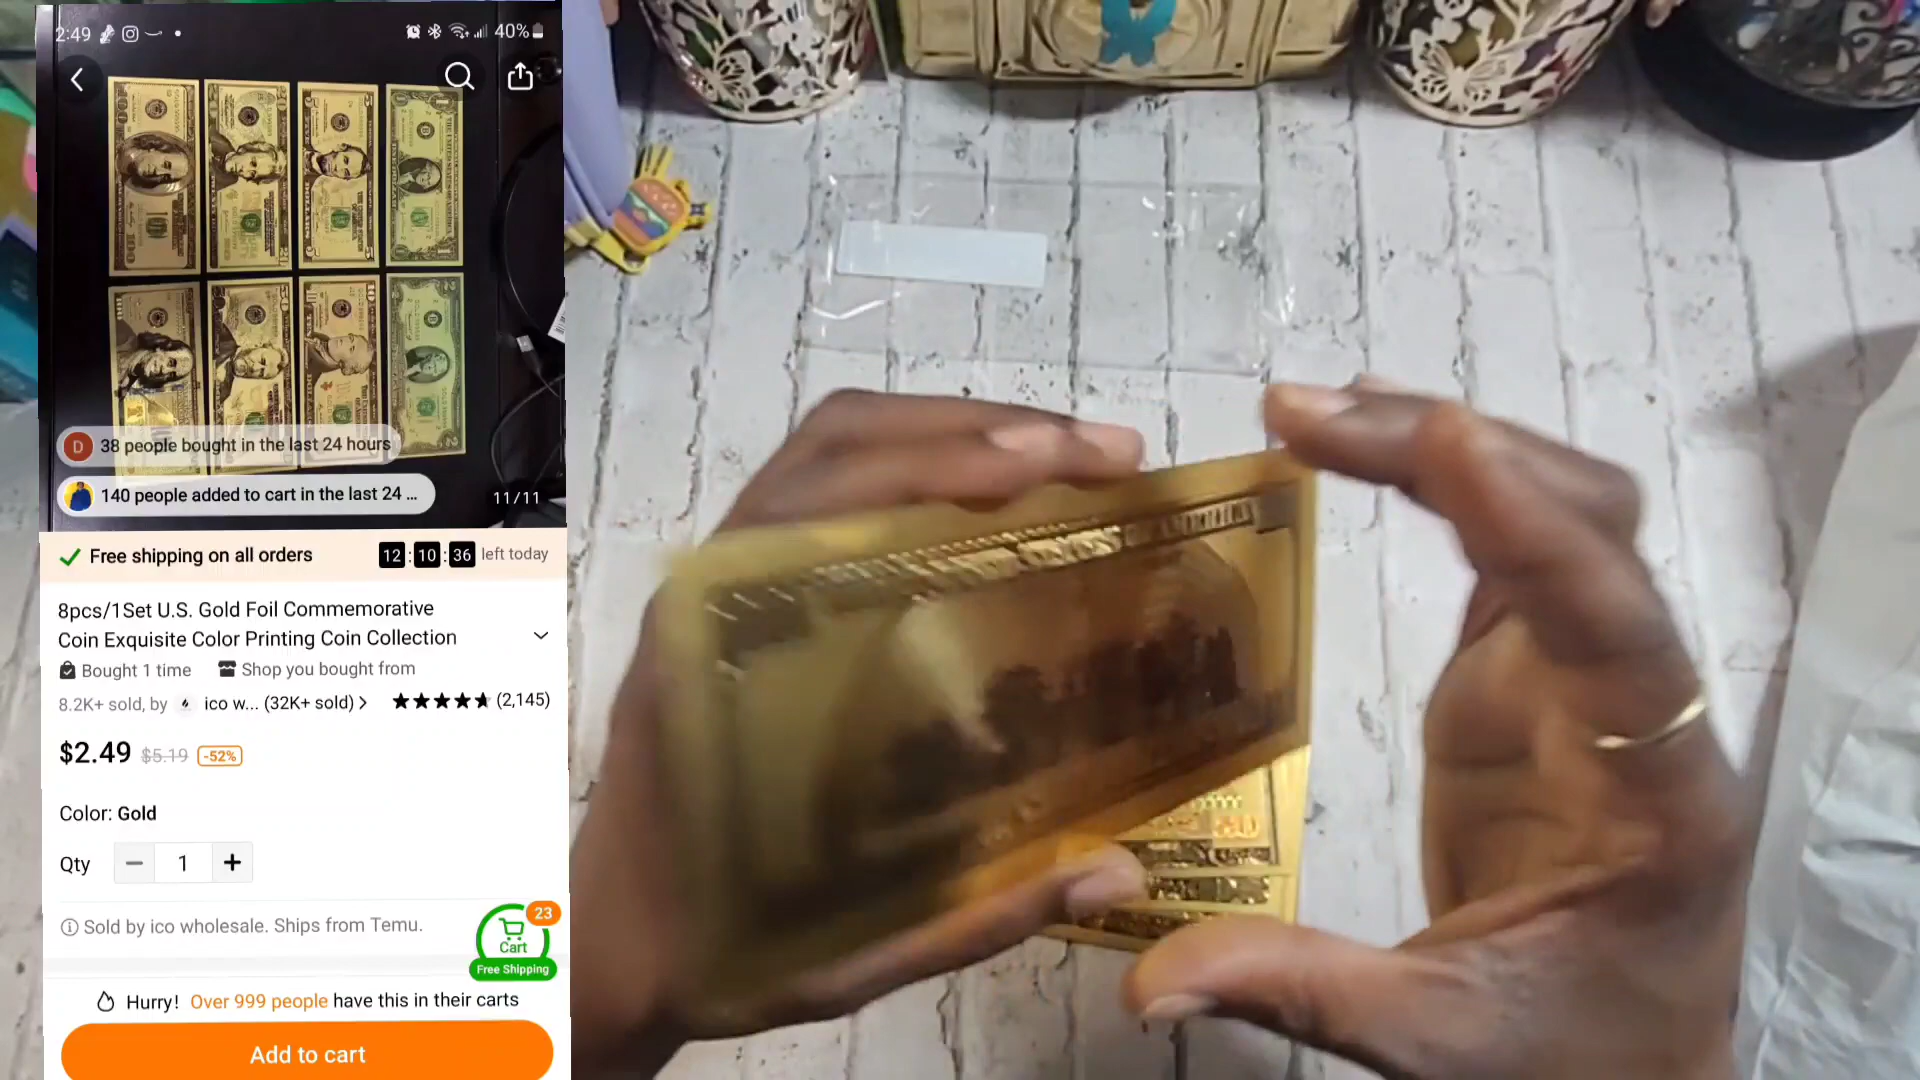 2:49
40%
38 people bought in the last 24 hours
140 people added to cart in the last 24 ...
11/11
D
Free shipping on all orders
12:10:36 left today
8pcs/1Set U.S. Gold Foil Commemorative
Coin Exquisite Color Printing Coin Collection
Bought 1 time
Shop you bought from
8.2K+ sold, by ico w... (32K+ sold)
(2,145)
$2.49 $5.19 -52%
Color: Gold
Qty − 1 +
Sold by ico wholesale. Ships from Temu.
23
Cart
Free Shipping
Hurry! Over 999 people have this in their carts
Add to cart